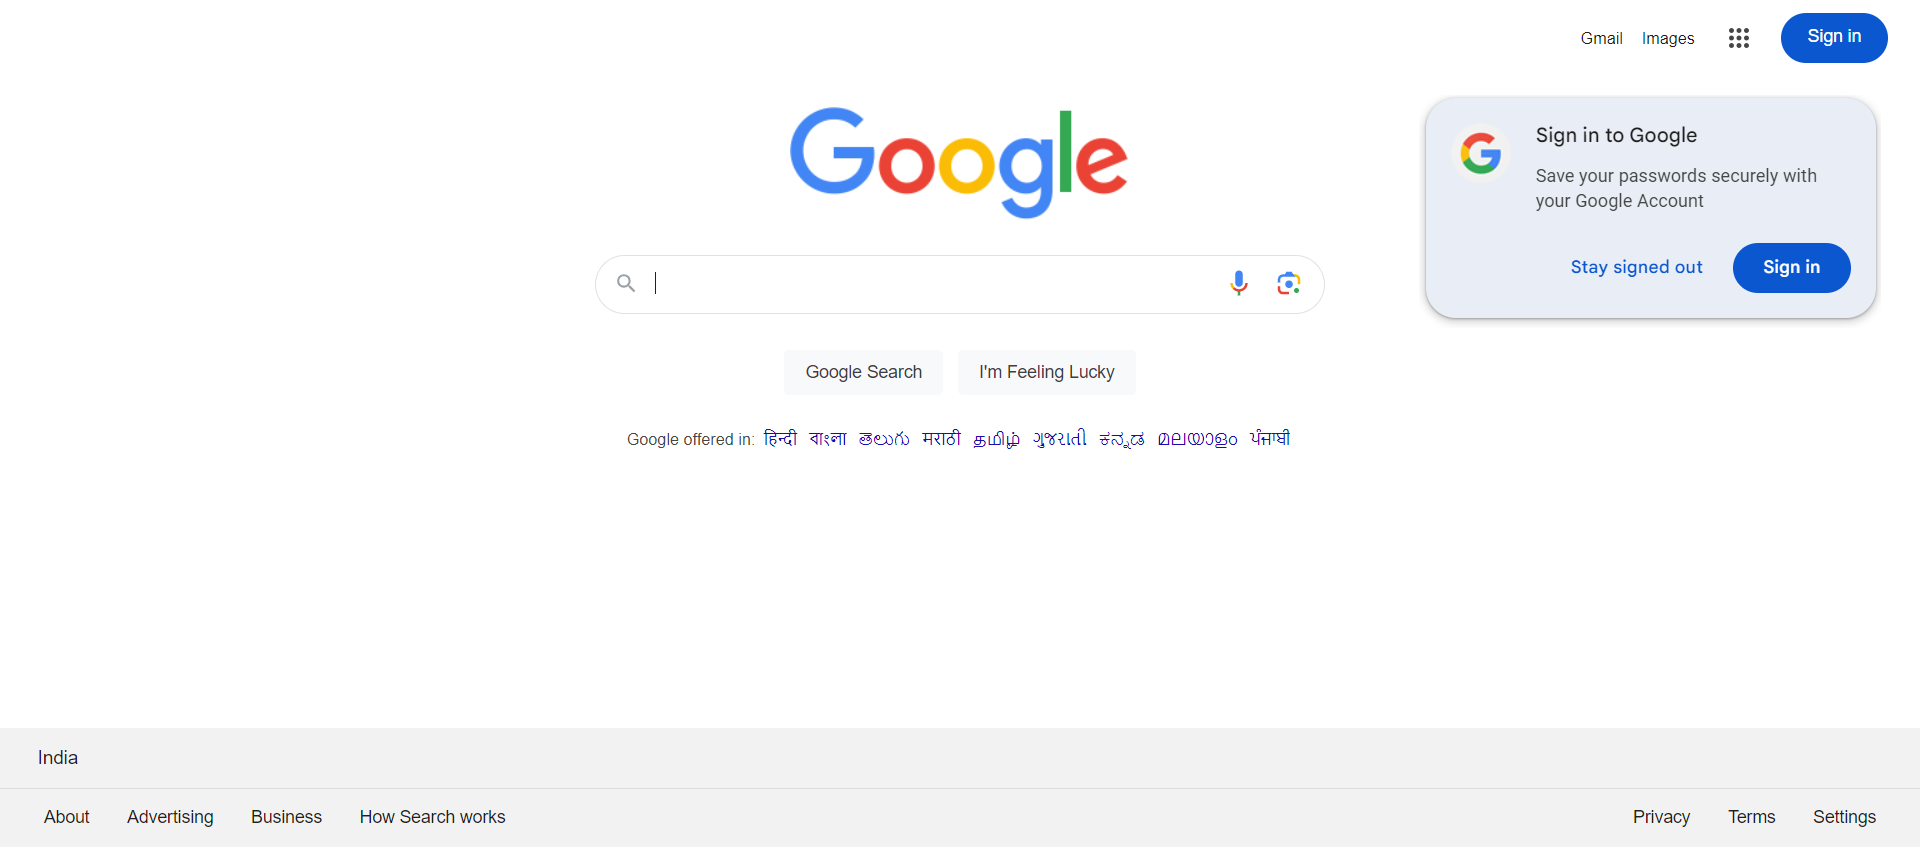 Gmail Images Sign in
Google
Sign in to Google
Save your passwords securely with
your Google Account
Stay signed out Sign in
Google Search I'm Feeling Lucky
Google offered in: हिन्दी বাংলা తెలుగు मराठी தமிழ் ગુજરાતી ಕನ್ನಡ മലയാളം ਪੰਜਾਬੀ
India
About Advertising Business How Search works Privacy Terms Settings